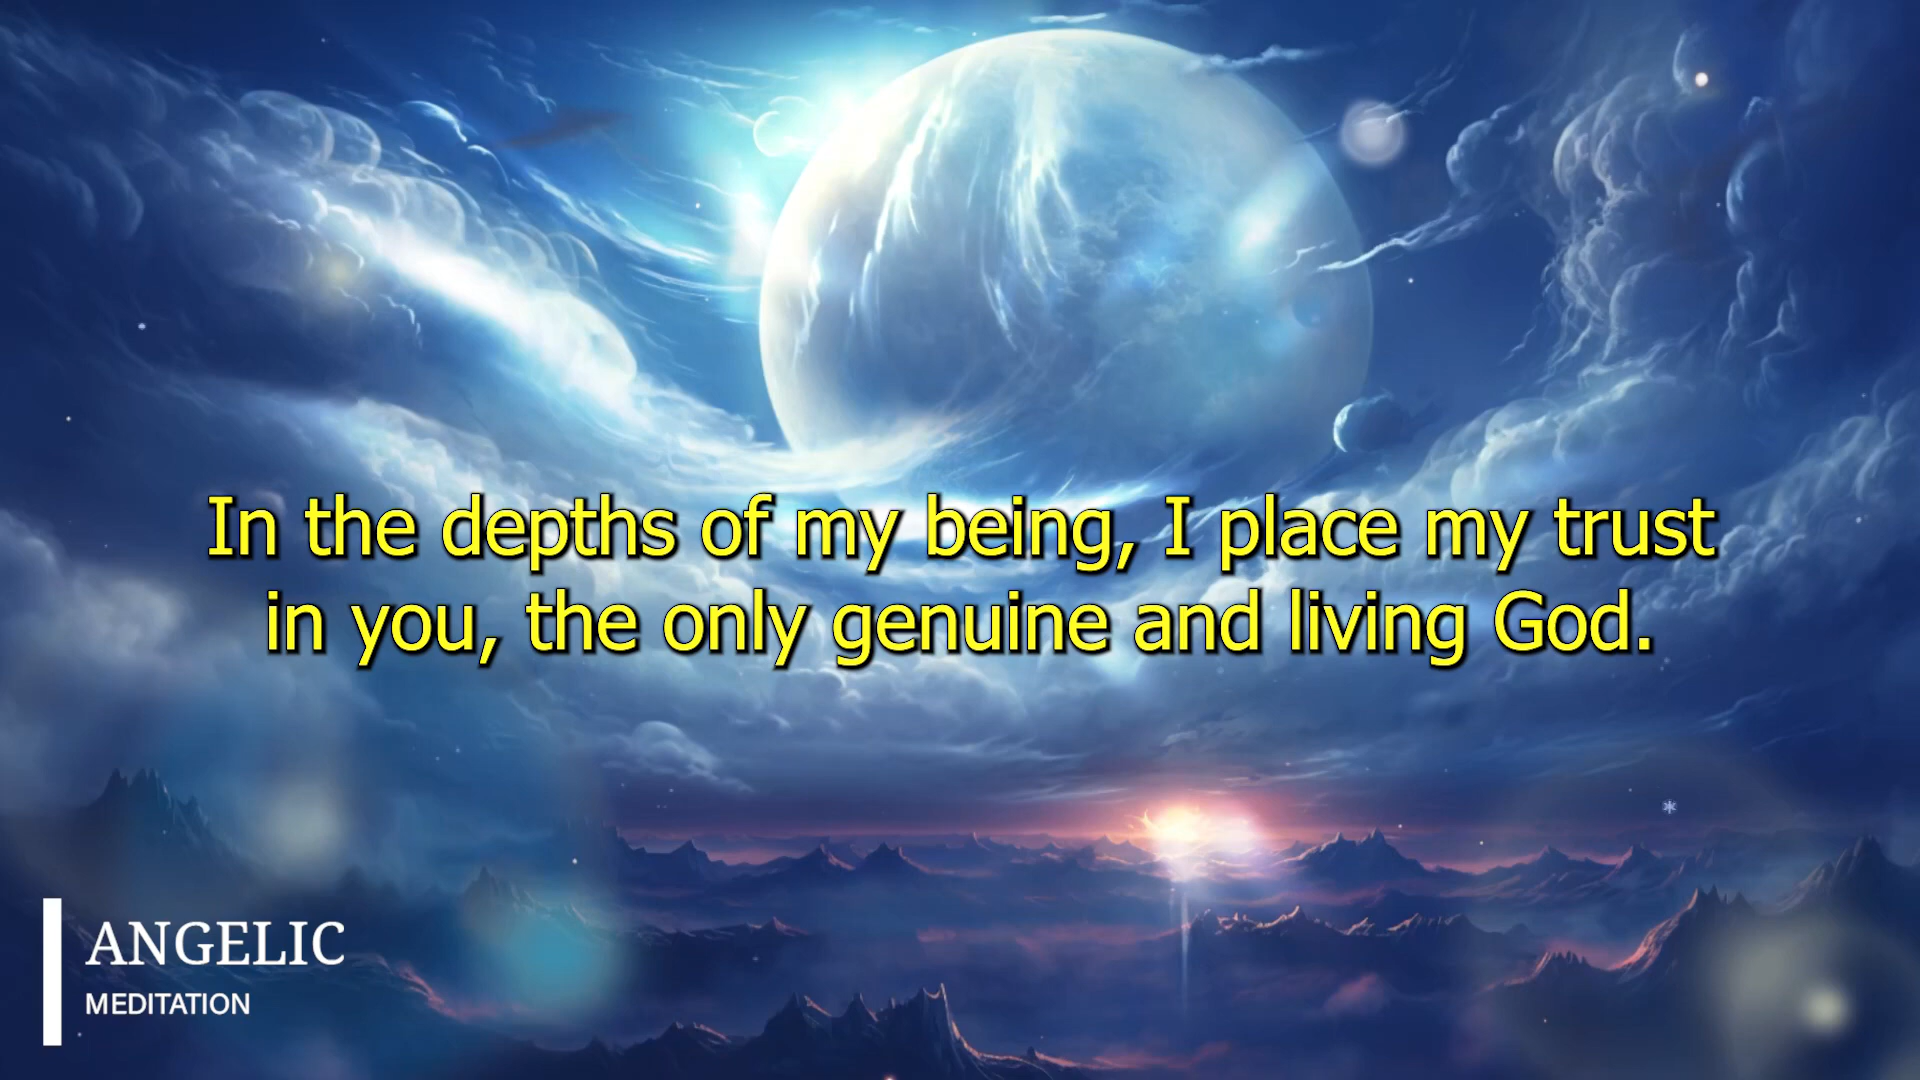 In the depths of my being, I place my trust
in you, the only genuine and living God.
ANGELIC
MEDITATION